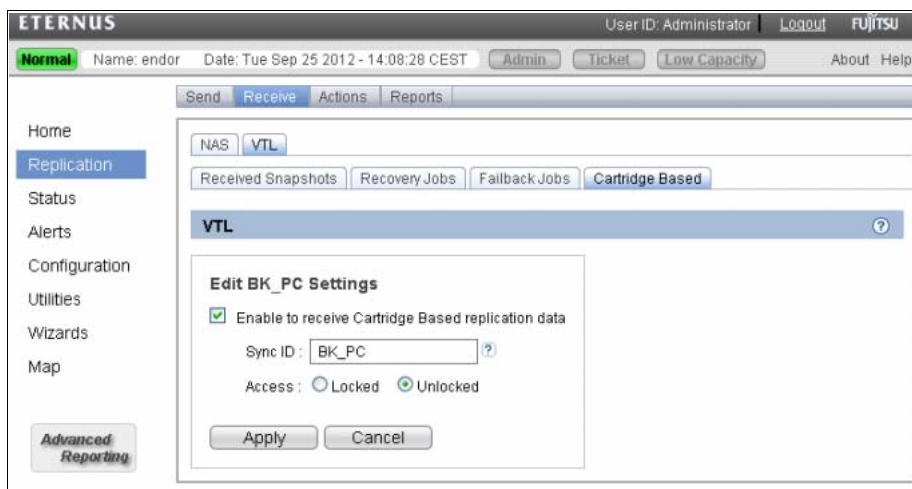 ETERNUS User ID: Administrator Logout FUJITSU
Normal Name: endor Date: Tue Sep 25 2012 - 14:08:28 CEST Admin Ticket Low Capacity About Help
Send Receive Actions Reports
Home
Replication
Status
Alerts
Configuration
Utilities
Wizards
Map
Advanced
Reporting
NAS VTL
Received Snapshots Recovery Jobs Failback Jobs Cartridge Based
VTL ?
Edit BK_PC Settings
Enable to receive Cartridge Based replication data
Sync ID : BK_PC ?
Access : Locked Unlocked
Apply Cancel